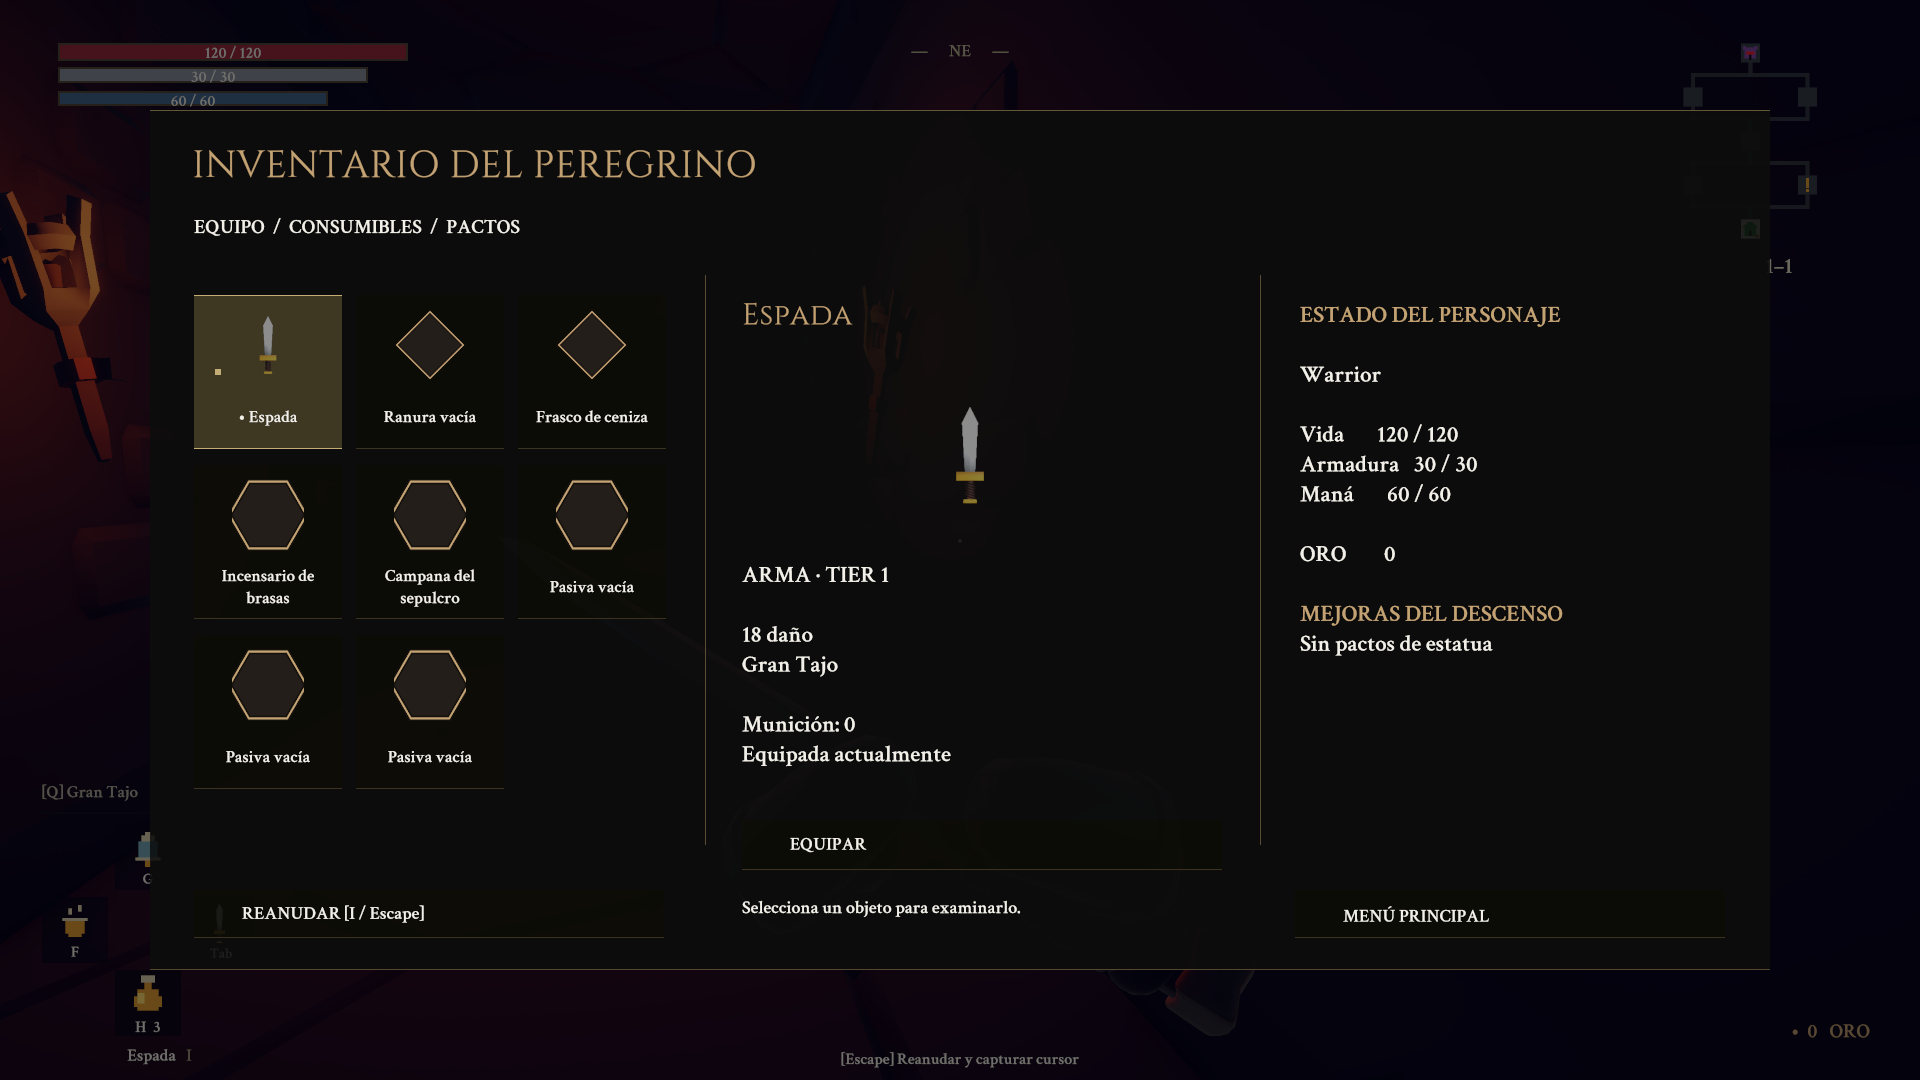 120 / 120
30 / 30
60 / 60
— NE —
INVENTARIO DEL PEREGRINO
EQUIPO / CONSUMIBLES / PACTOS
1–1
• Espada
Ranura vacía
Frasco de ceniza
Incensario de
brasas
Campana del
sepulcro
Pasiva vacía
Pasiva vacía
Pasiva vacía
ESPADA
ARMA · TIER 1
18 daño
Gran Tajo
Munición: 0
Equipada actualmente
EQUIPAR
Selecciona un objeto para examinarlo.
ESTADO DEL PERSONAJE
Warrior
Vida 120 / 120
Armadura 30 / 30
Maná 60 / 60
ORO 0
MEJORAS DEL DESCENSO
Sin pactos de estatua
MENÚ PRINCIPAL
[Q] Gran Tajo
G
REANUDAR [I / Escape]
F
Tab
H 3
Espada I
[Escape] Reanudar y capturar cursor
• 0 ORO